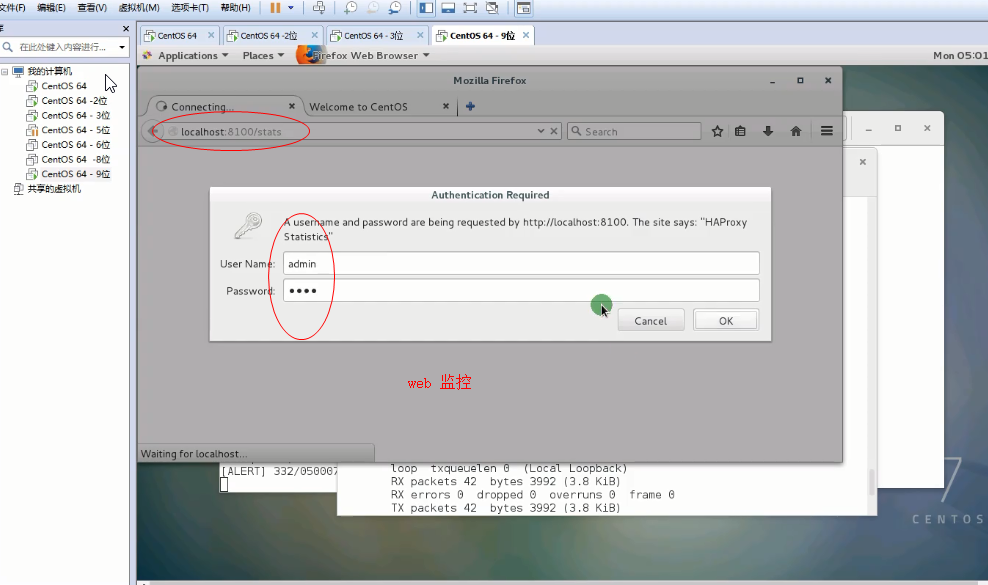 文件(F) 编辑(E) 查看(V) 虚拟机(M) 选项卡(T) 帮助(H)
在此处键入内容进行...
我的计算机
CentOS 64
CentOS 64 -2位
CentOS 64 - 3位
CentOS 64 - 5位
CentOS 64 - 6位
CentOS 64 -8位
CentOS 64 - 9位
共享的虚拟机
CentOS 64 CentOS 64 -2位 CentOS 64 - 3位 CentOS 64 - 9位
Applications Places Firefox Web Browser Mon 05:01
Mozilla Firefox
Connecting... Welcome to CentOS
localhost:8100/stats Search
Authentication Required
A username and password are being requested by http://localhost:8100. The site says: "HAProxy
Statistics"
User Name: admin
Password: ●●●●
Cancel OK
web 监控
Waiting for localhost...
[ALERT] 332/050007
loop txqueuelen 0 (Local Loopback)
RX packets 42 bytes 3992 (3.8 KiB)
RX errors 0 dropped 0 overruns 0 frame 0
TX packets 42 bytes 3992 (3.8 KiB)
7
CENTOS